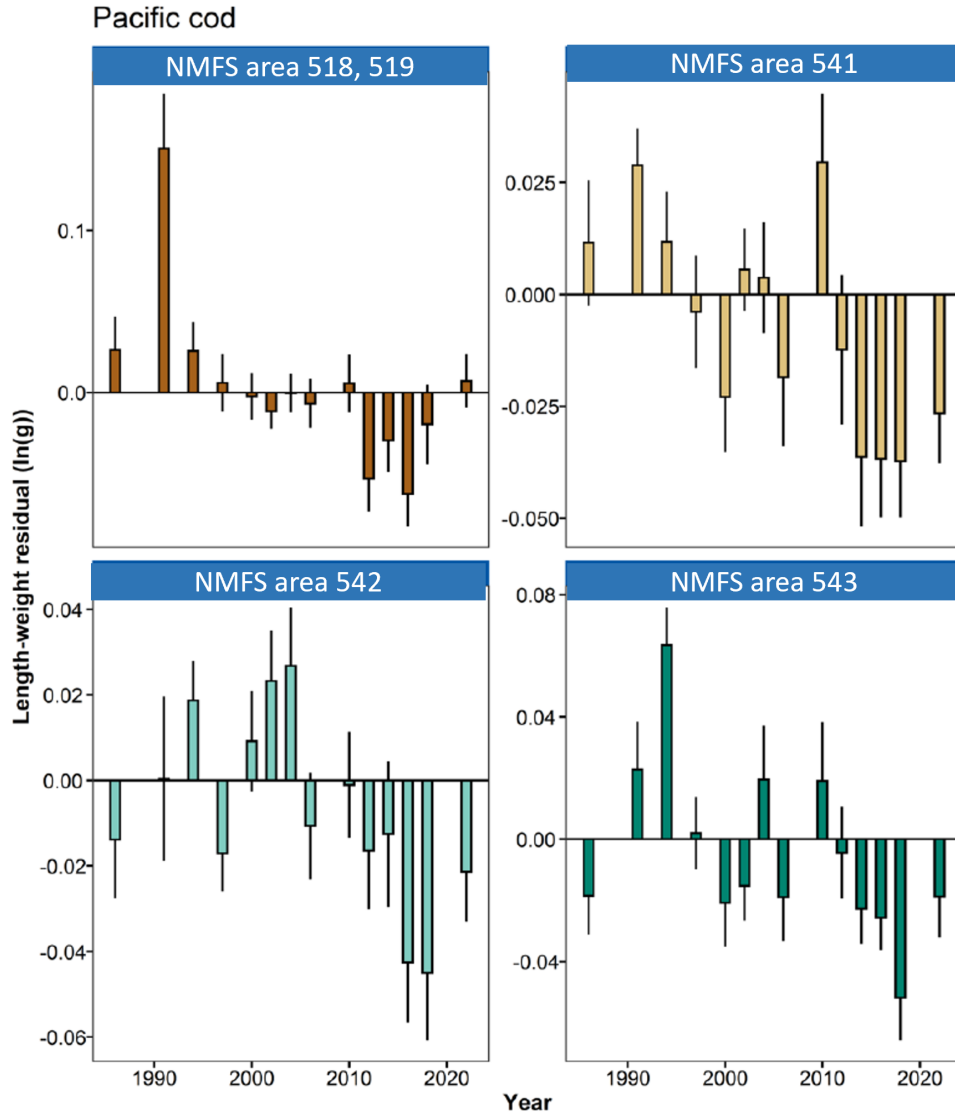 Pacific cod
NMFS area 518, 519
NMFS area 541
0.1
0.0
0.025
0.000
-0.025
-0.050
Length-weight residual (ln(g))
NMFS area 542
NMFS area 543
0.04
0.02
0.00
-0.02
-0.04
-0.06
0.08
0.04
0.00
-0.04
1990 2000 2010 2020
1990 2000 2010 2020
Year